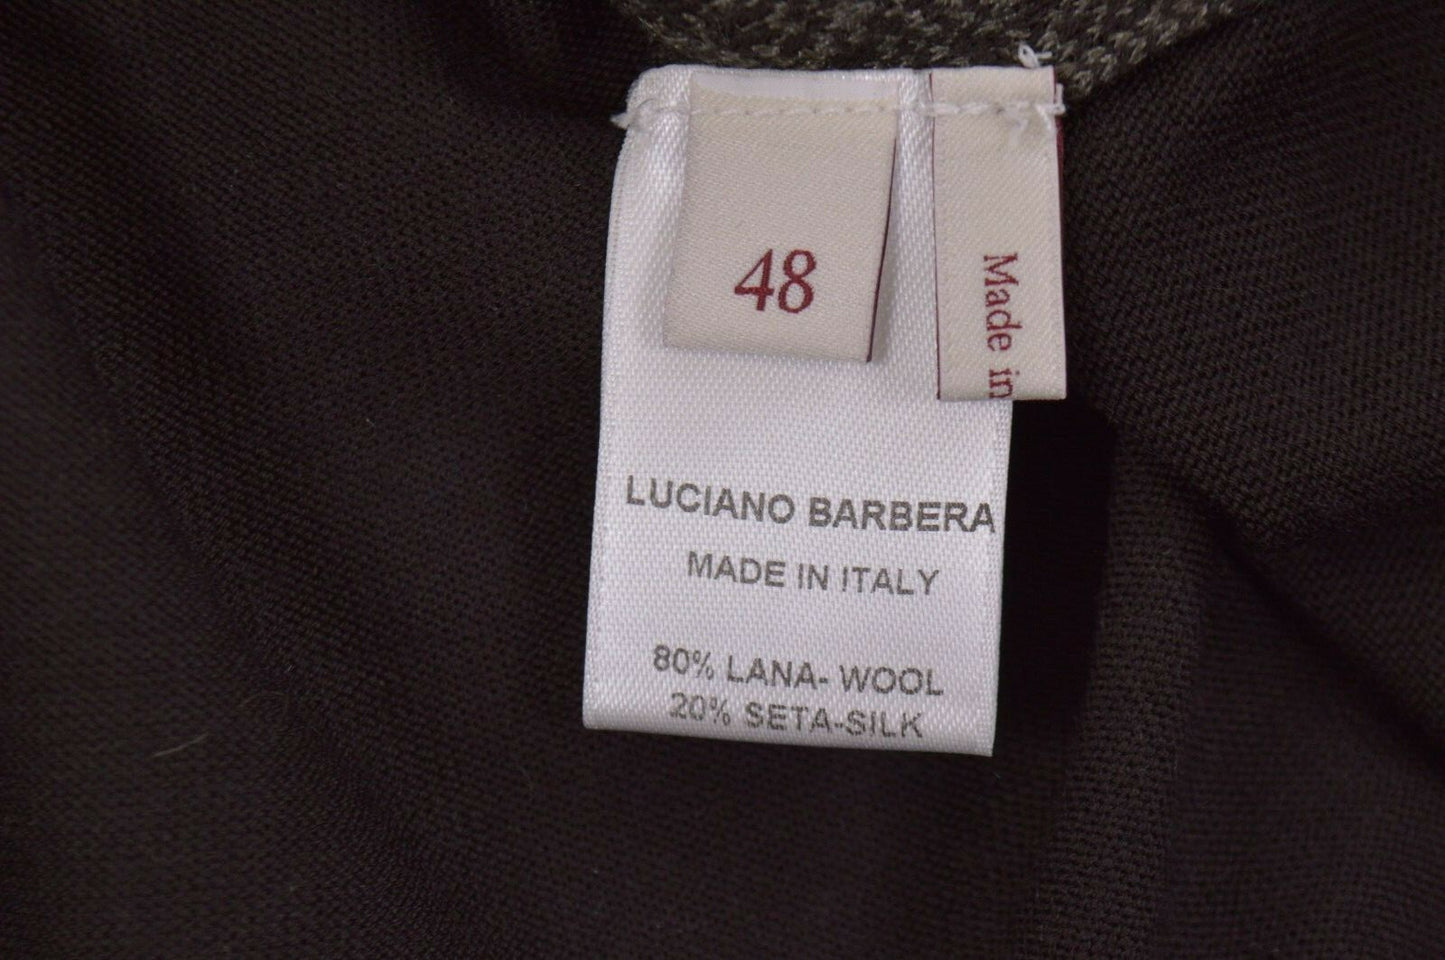 48
Made in
LUCIANO BARBERA
MADE IN ITALY
80% LANA- WOOL
20% SETA-SILK